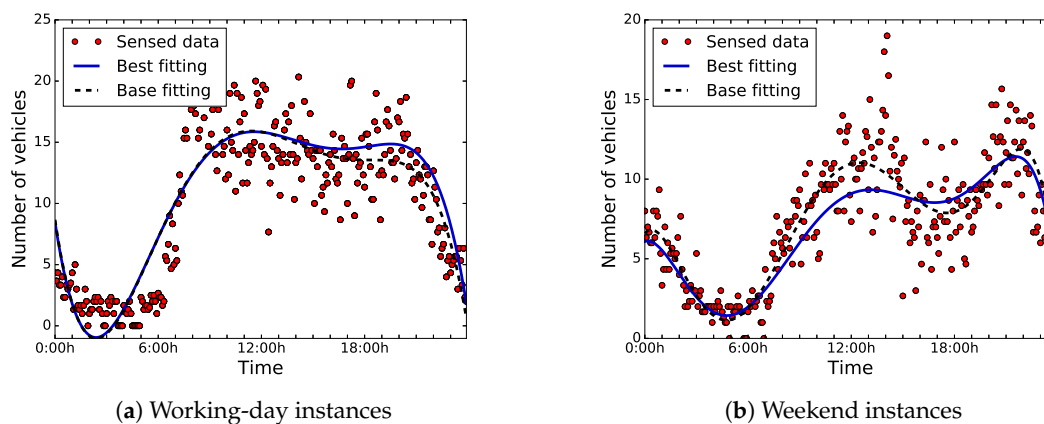 25
20
15
10
5
0
Number of vehicles
Sensed data
Best fitting
Base fitting
0:00h 6:00h 12:00h 18:00h
Time
(a) Working-day instances
20
15
10
5
0
Number of vehicles
Sensed data
Best fitting
Base fitting
0:00h 6:00h 12:00h 18:00h
Time
(b) Weekend instances